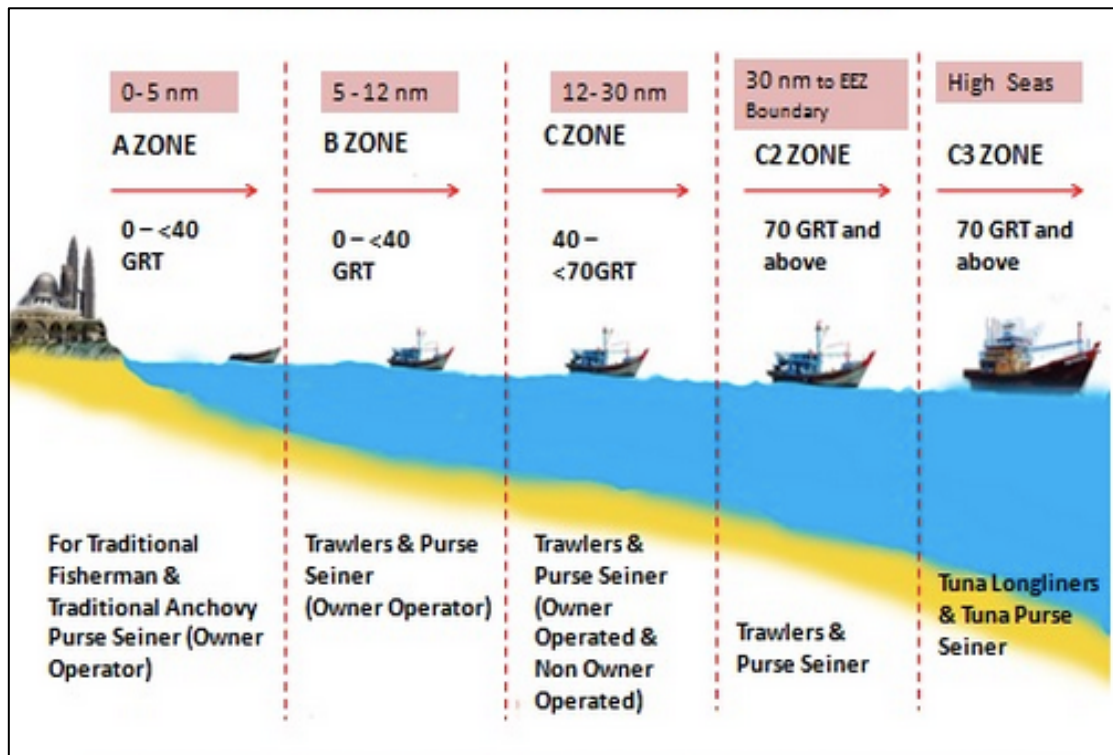 0- 5 nm
A ZONE
0 – <40
GRT
For Traditional
Fisherman &
Traditional Anchovy
Purse Seiner (Owner
Operator)
5 - 12 nm
B ZONE
0 – <40
GRT
Trawlers & Purse
Seiner
(Owner Operator)
12- 30 nm
C ZONE
40 –
<70GRT
Trawlers &
Purse Seiner
(Owner
Operated &
Non Owner
Operated)
30 nm to EEZ
Boundary
C2 ZONE
70 GRT and
above
Trawlers &
Purse Seiner
High Seas
C3 ZONE
70 GRT and
above
Tuna Longliners
& Tuna Purse
Seiner